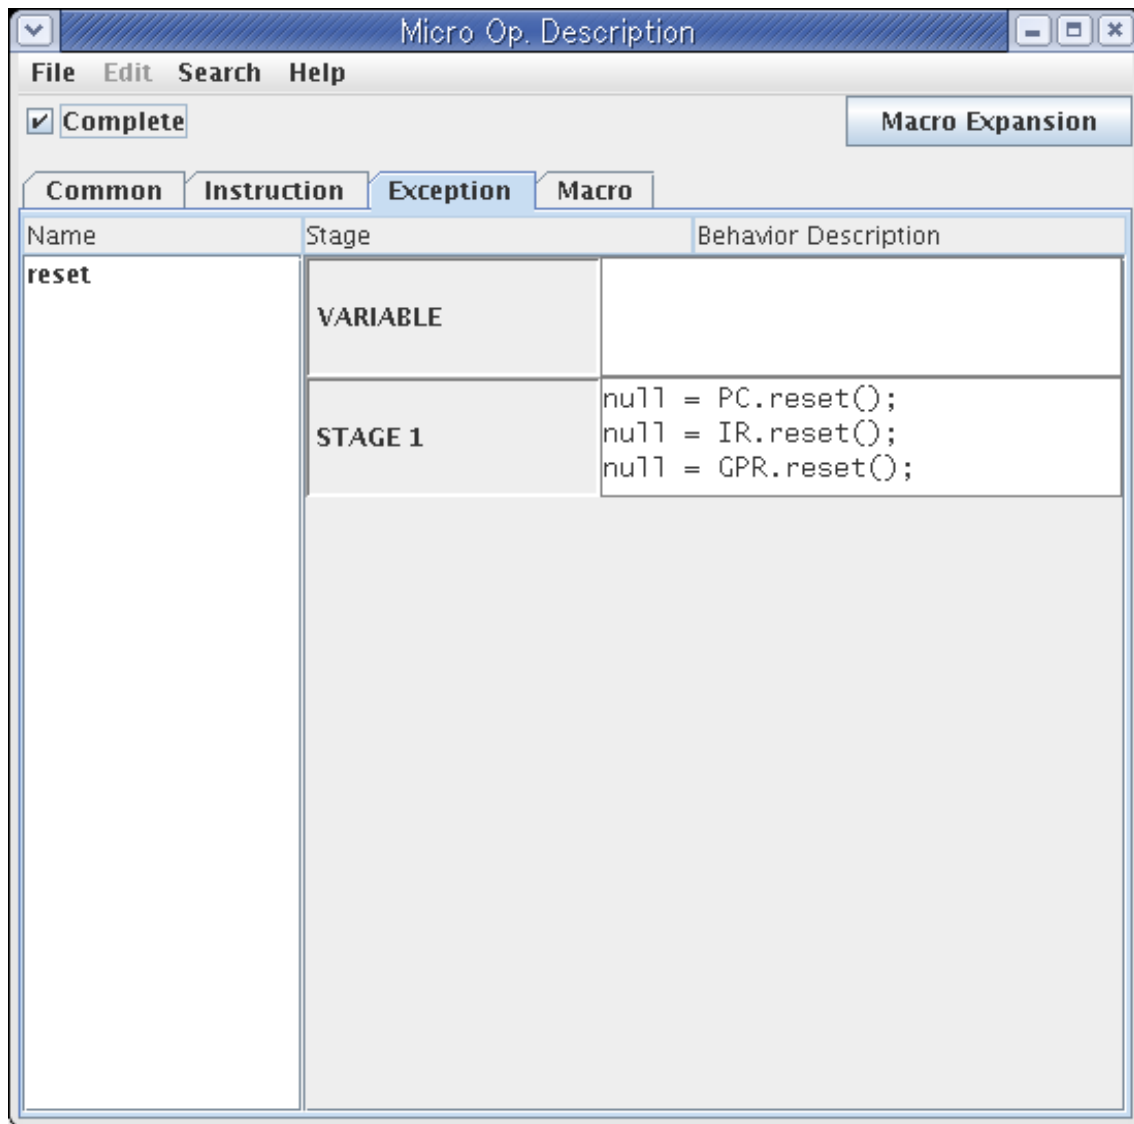 Micro Op. Description
File Edit Search Help
Complete
Macro Expansion
Common Instruction Exception Macro
Name Stage Behavior Description
reset
VARIABLE
STAGE 1
null = PC.reset();
null = IR.reset();
null = GPR.reset();